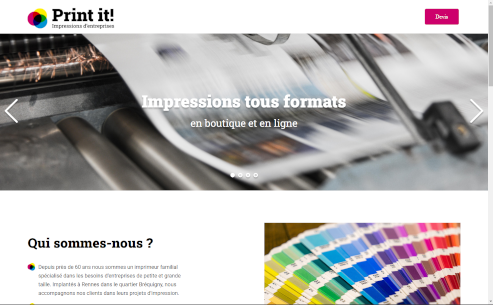 Print it!
Impressions d'entreprises
Devis
Impressions tous formats
en boutique et en ligne
Qui sommes-nous ?
Depuis près de 60 ans nous sommes un imprimeur familial
spécialisé dans les besoins d'entreprises de petite et grande
taille. Implantés à Rennes dans le quartier Bréquigny, nous
accompagnons nos clients dans leurs projets d'impression.